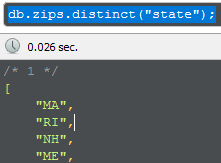 db.zips.distinct("state");
0.026 sec.
/* 1 */
[
"MA",
"RI",
"NH",
"ME",